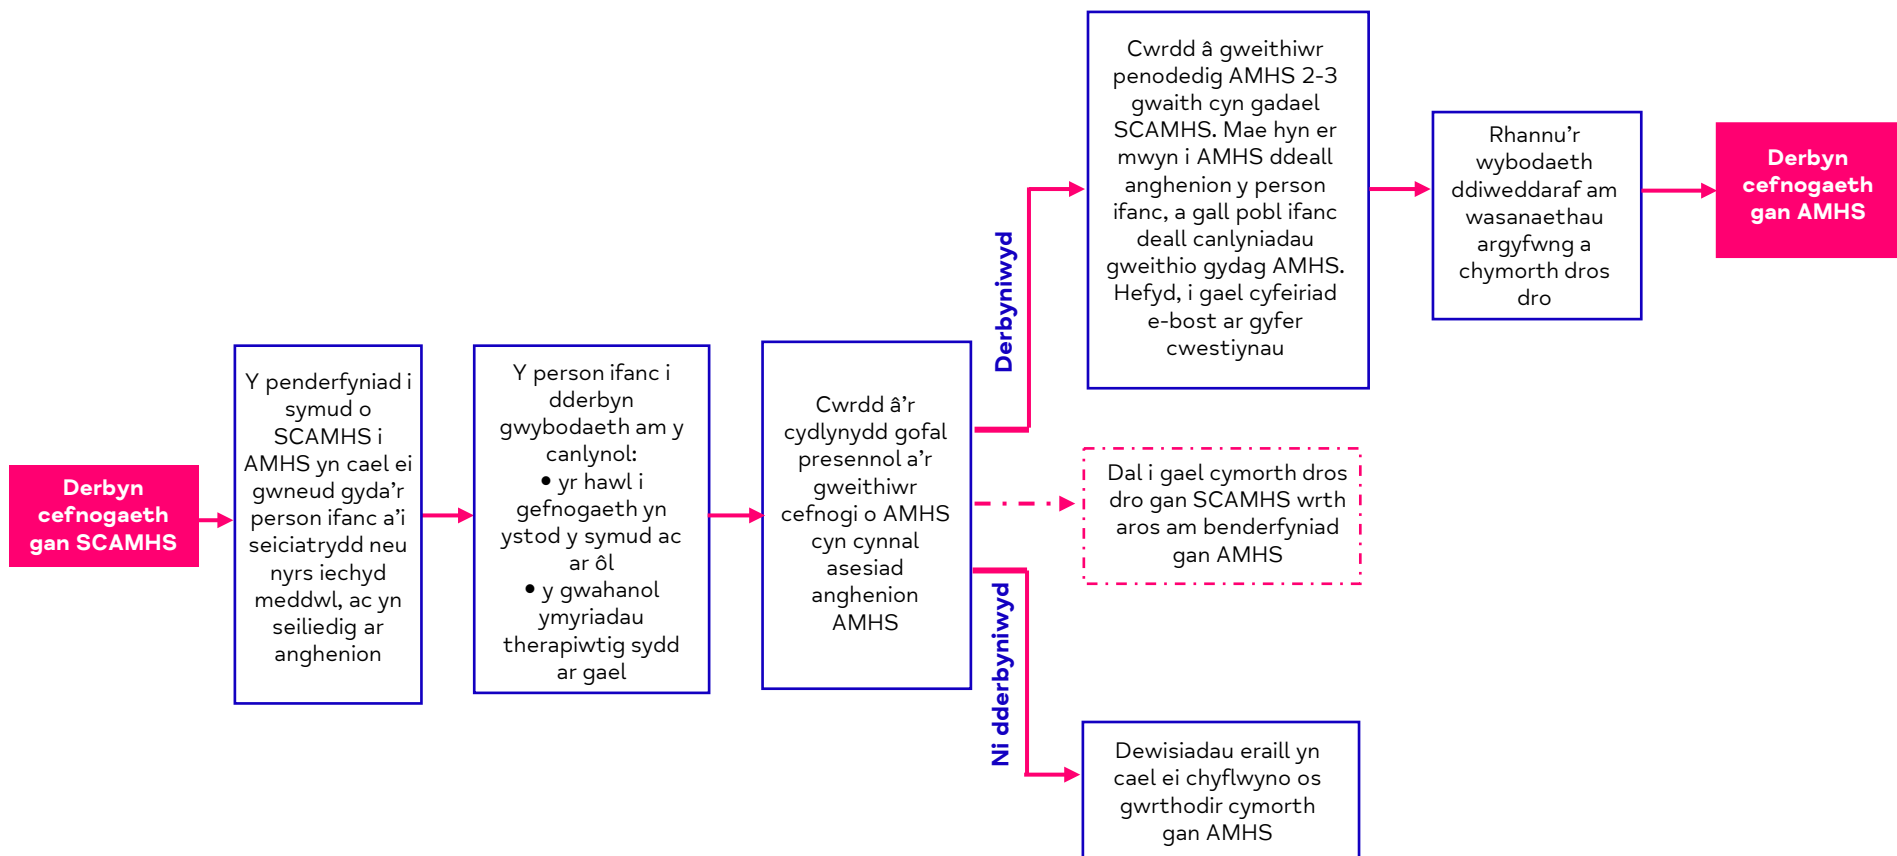 Derbyn
cefnogaeth
gan SCAMHS
Y penderfyniad i
symud o
SCAMHS i
AMHS yn cael ei
gwneud gyda'r
person ifanc a'i
seiciatrydd neu
nyrs iechyd
meddwl, ac yn
seiliedig ar
anghenion
Y person ifanc i
dderbyn
gwybodaeth am y
canlynol:
• yr hawl i
gefnogaeth yn
ystod y symud ac
ar ôl
• y gwahanol
ymyriadau
therapiwtig sydd
ar gael
Cwrdd â'r
cydlynydd gofal
presennol a'r
gweithiwr
cefnogi o AMHS
cyn cynnal
asesiad
anghenion
AMHS
Derbyniwyd
Cwrdd â gweithiwr
penodedig AMHS 2-3
gwaith cyn gadael
SCAMHS. Mae hyn er
mwyn i AMHS ddeall
anghenion y person
ifanc, a gall pobl ifanc
deall canlyniadau
gweithio gydag AMHS.
Hefyd, i gael cyfeiriad
e-bost ar gyfer
cwestiynau
Rhannu'r
wybodaeth
ddiweddaraf am
wasanaethau
argyfwng a
chymorth dros
dro
Derbyn
cefnogaeth
gan AMHS
Dal i gael cymorth dros
dro gan SCAMHS wrth
aros am benderfyniad
gan AMHS
Ni dderbyniwyd
Dewisiadau eraill yn
cael ei chyflwyno os
gwrthodir cymorth
gan AMHS